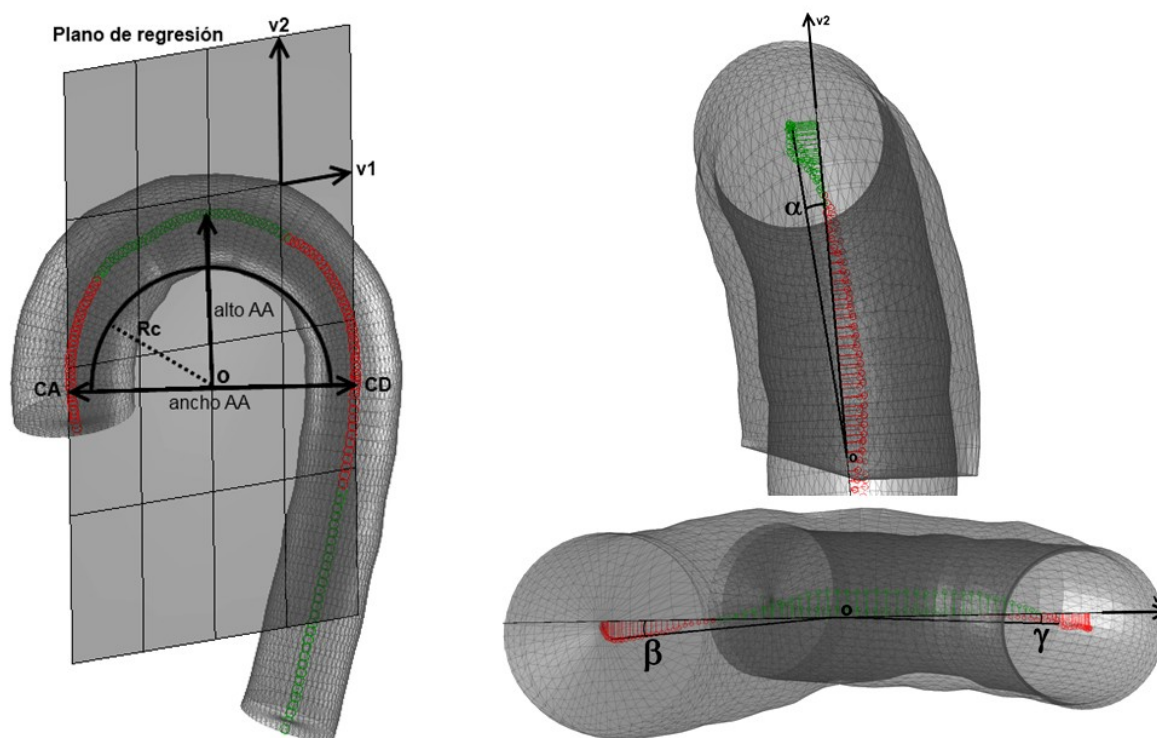 Plano de regresión
v2
v1
alto AA
Rc
o
CA
CD
ancho AA
v2
α
o
o
β
γ